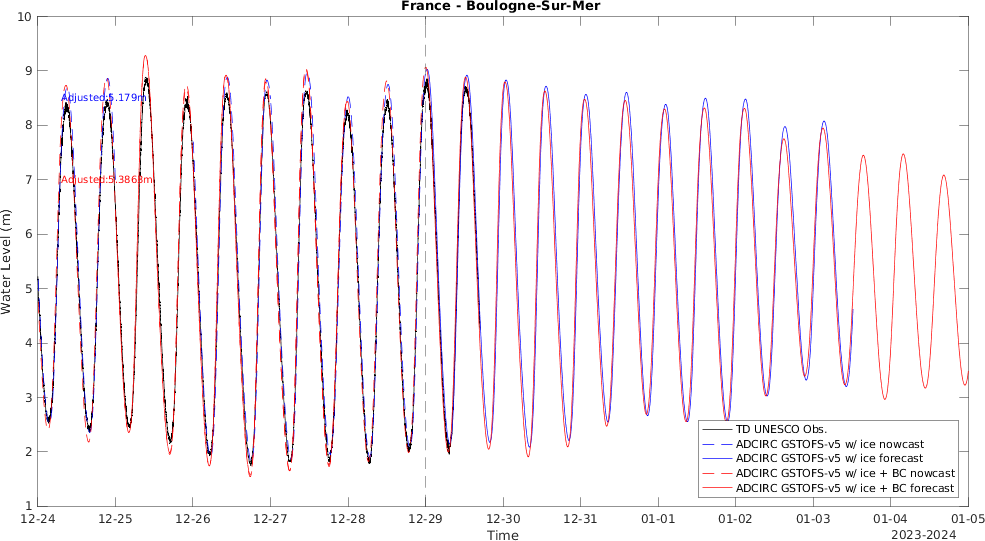 France - Boulogne-Sur-Mer
10
9
8
7
6
5
4
3
2
1
Water Level (m)
Adjusted:5.179m
Adjusted:5.3863m
12-24
12-25
12-26
12-27
12-28
12-29
12-30
12-31
01-01
01-02
01-03
01-04
01-05
Time
2023-2024
TD UNESCO Obs.
ADCIRC GSTOFS-v5 w/ ice nowcast
ADCIRC GSTOFS-v5 w/ ice forecast
ADCIRC GSTOFS-v5 w/ ice + BC nowcast
ADCIRC GSTOFS-v5 w/ ice + BC forecast